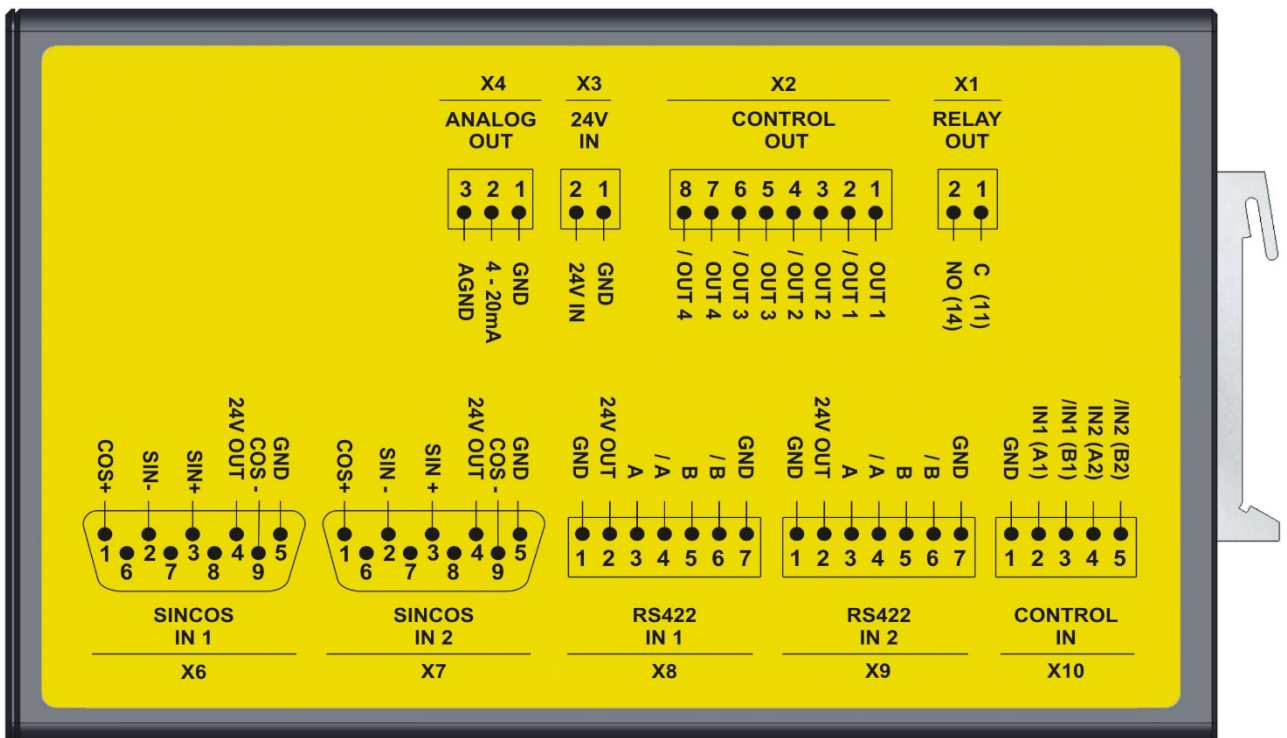 X4 X3 X2 X1
ANALOG OUT 24V IN CONTROL OUT RELAY OUT
3 2 1 2 1 8 7 6 5 4 3 2 1 2 1
AGND 4 - 20mA GND 24V IN GND / OUT 4 OUT 4 / OUT 3 OUT 3 / OUT 2 OUT 2 / OUT 1 OUT 1 NO (14) C (11)
COS+ SIN- SIN+ 24V OUT COS - GND COS+ SIN - SIN + 24V OUT COS - GND GND 24V OUT A / A B / B GND GND 24V OUT A / A B / B GND GND IN1 (A1) /IN1 (B1) IN2 (A2) /IN2 (B2)
1 2 3 4 5 1 2 3 4 5 1 2 3 4 5 6 7 1 2 3 4 5 6 7 1 2 3 4 5
6 7 8 9 6 7 8 9
SINCOS SINCOS RS422 RS422 CONTROL
IN 1 IN 2 IN 1 IN 2 IN
X6 X7 X8 X9 X10